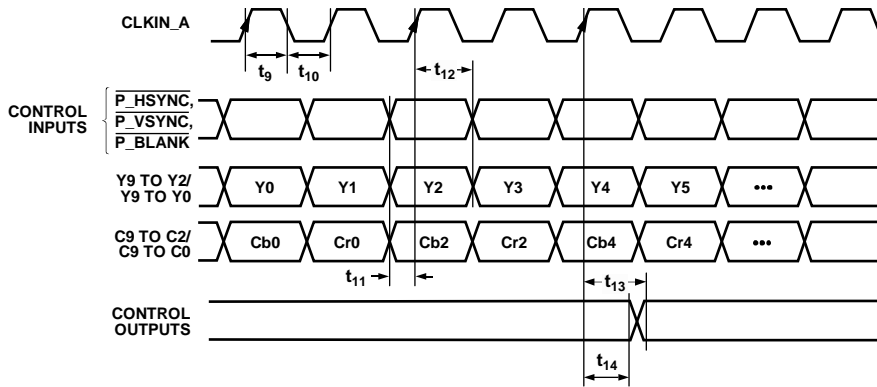 CLKIN_A
t9
t10
t12
CONTROL
INPUTS
P_HSYNC,
P_VSYNC,
P_BLANK
Y9 TO Y2/
Y9 TO Y0
Y0
Y1
Y2
Y3
Y4
Y5
•••
C9 TO C2/
C9 TO C0
Cb0
Cr0
Cb2
Cr2
Cb4
Cr4
•••
t11
t13
CONTROL
OUTPUTS
t14